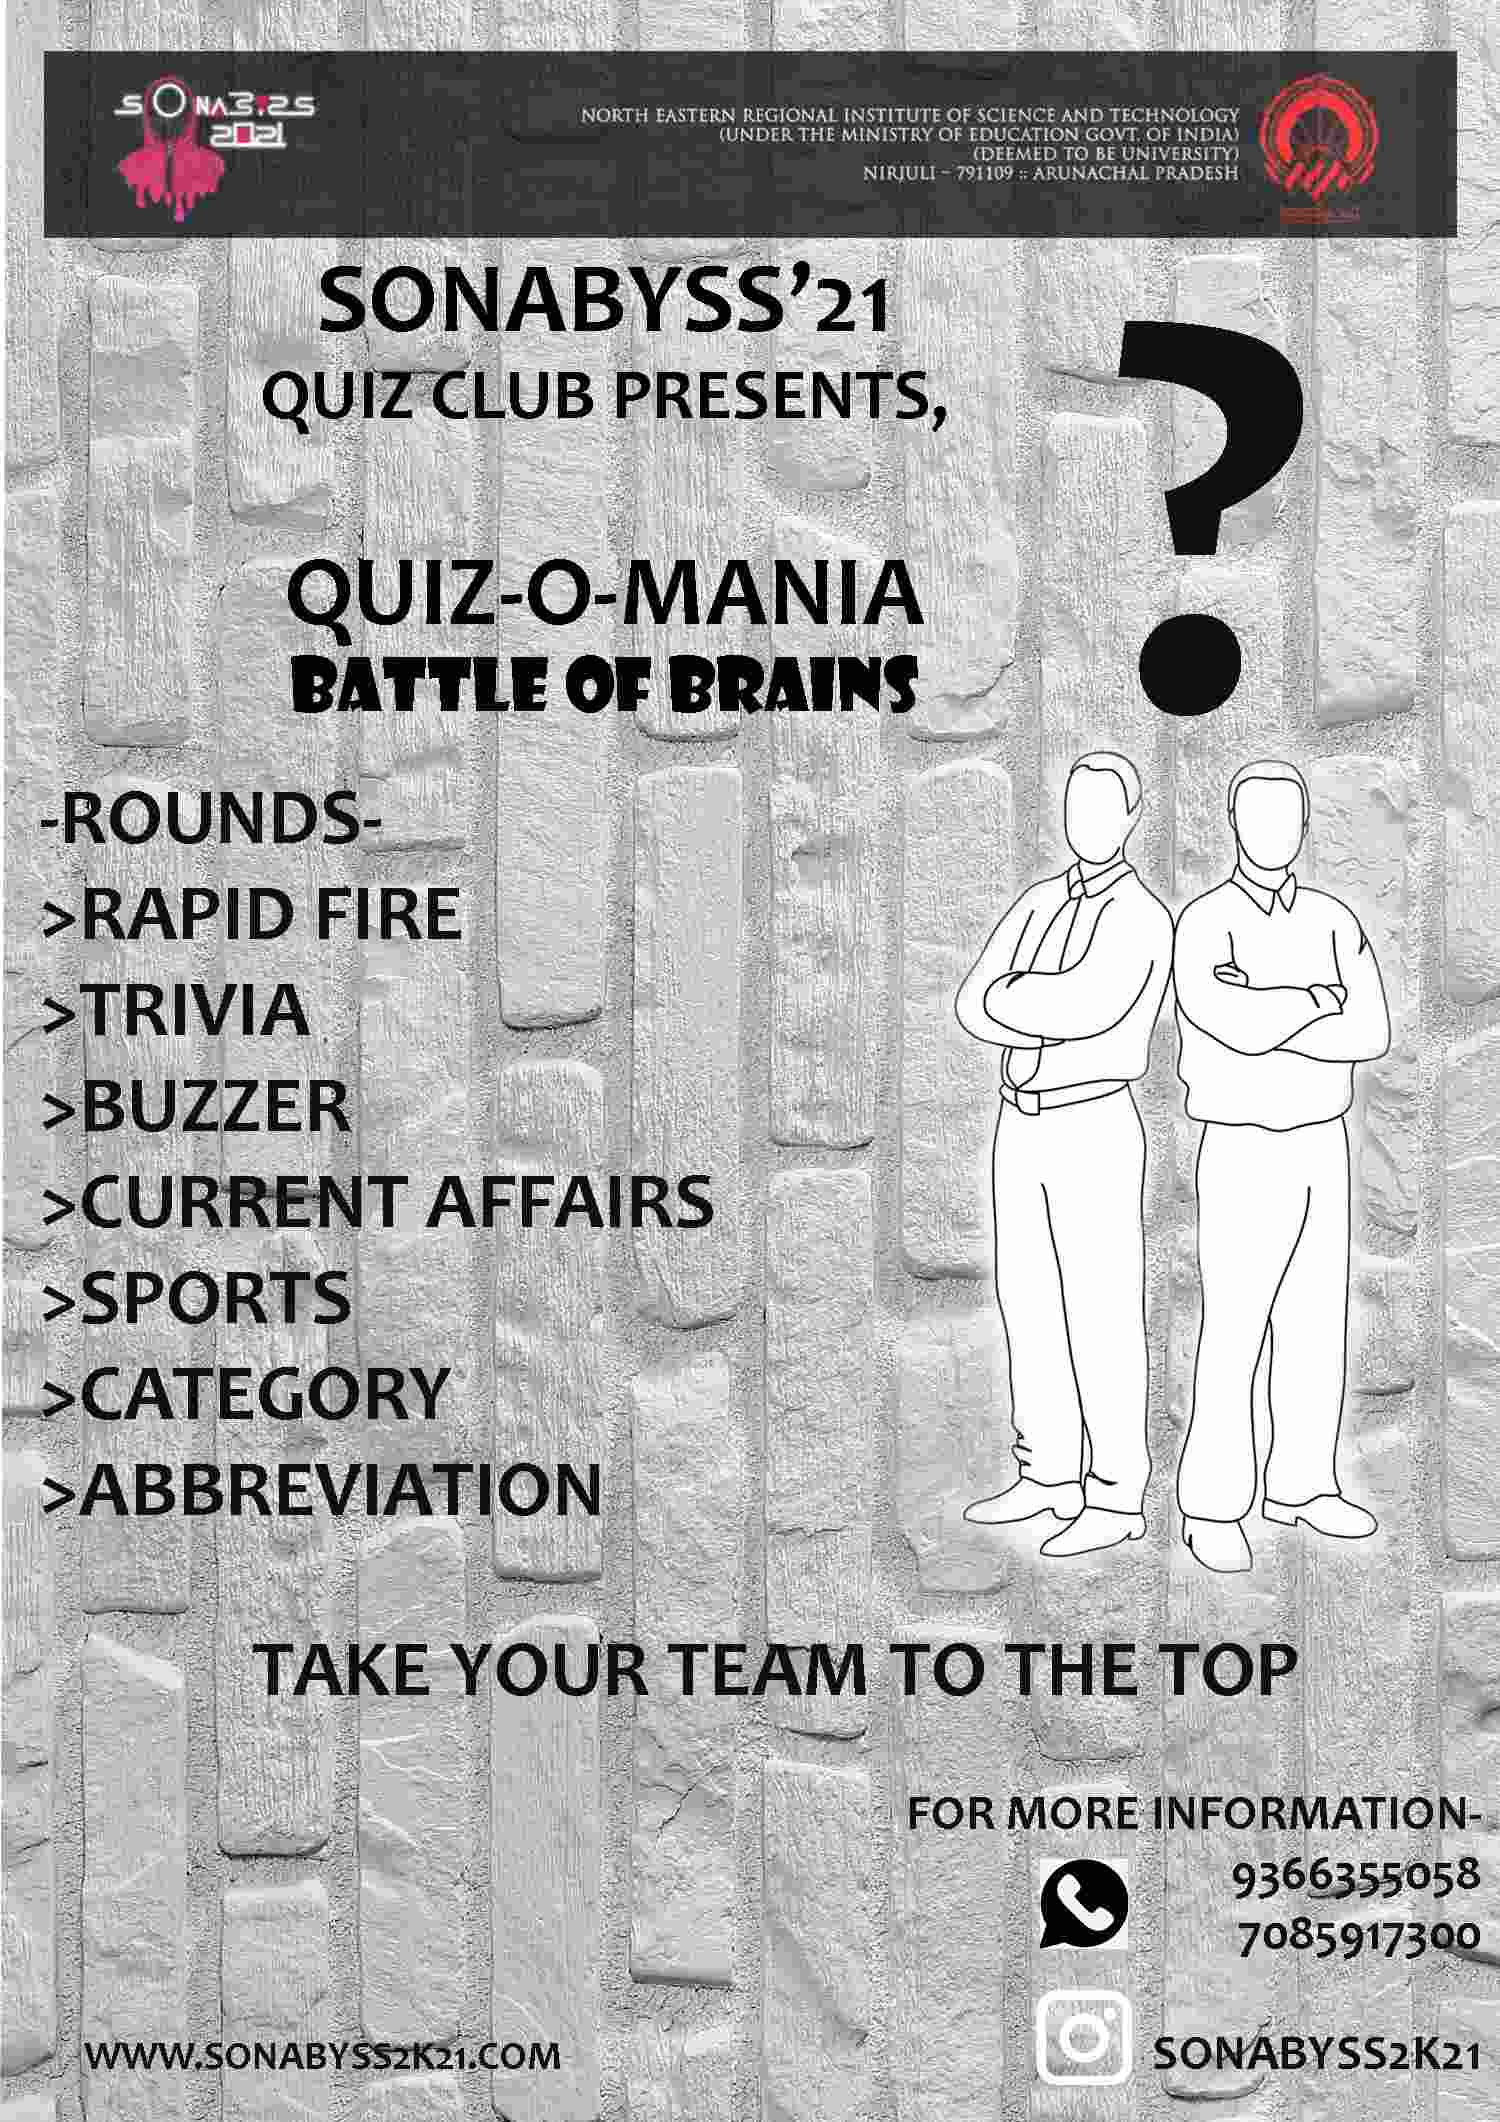 SONABYSS
2021
NORTH EASTERN REGIONAL INSTITUTE OF SCIENCE AND TECHNOLOGY
(UNDER THE MINISTRY OF EDUCATION GOVT. OF INDIA)
(DEEMED TO BE UNIVERSITY)
NIRJULI – 791109 :: ARUNACHAL PRADESH
SONABYSS’21
QUIZ CLUB PRESENTS,
?
QUIZ-O-MANIA
BATTLE OF BRAINS
-ROUNDS-
>RAPID FIRE
>TRIVIA
>BUZZER
>CURRENT AFFAIRS
>SPORTS
>CATEGORY
>ABBREVIATION
TAKE YOUR TEAM TO THE TOP
FOR MORE INFORMATION-
9366355058
7085917300
WWW.SONABYSS2K21.COM
SONABYSS2K21